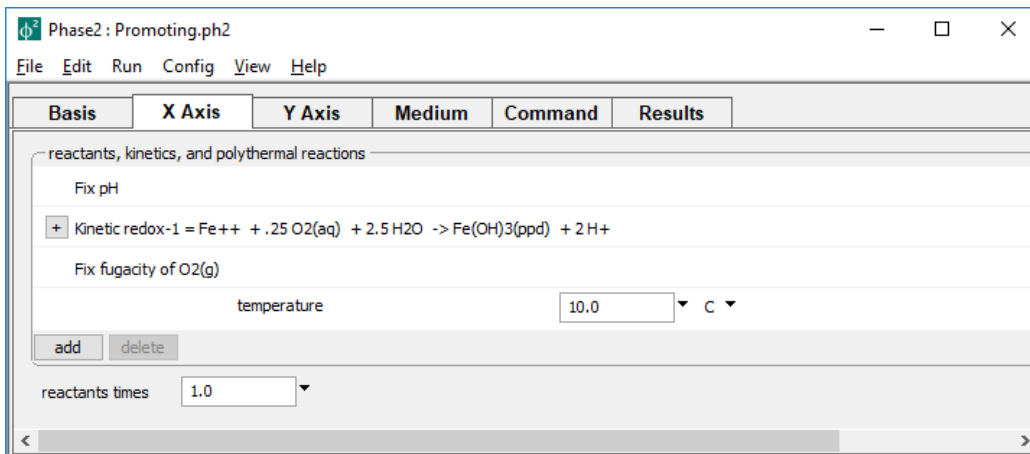 ϕ² Phase2 : Promoting.ph2
File Edit Run Config View Help
Basis X Axis Y Axis Medium Command Results
reactants, kinetics, and polythermal reactions
Fix pH
+ Kinetic redox-1 = Fe++ + .25 O2(aq) + 2.5 H2O -> Fe(OH)3(ppd) + 2 H+
Fix fugacity of O2(g)
temperature 10.0 C
add delete
reactants times 1.0